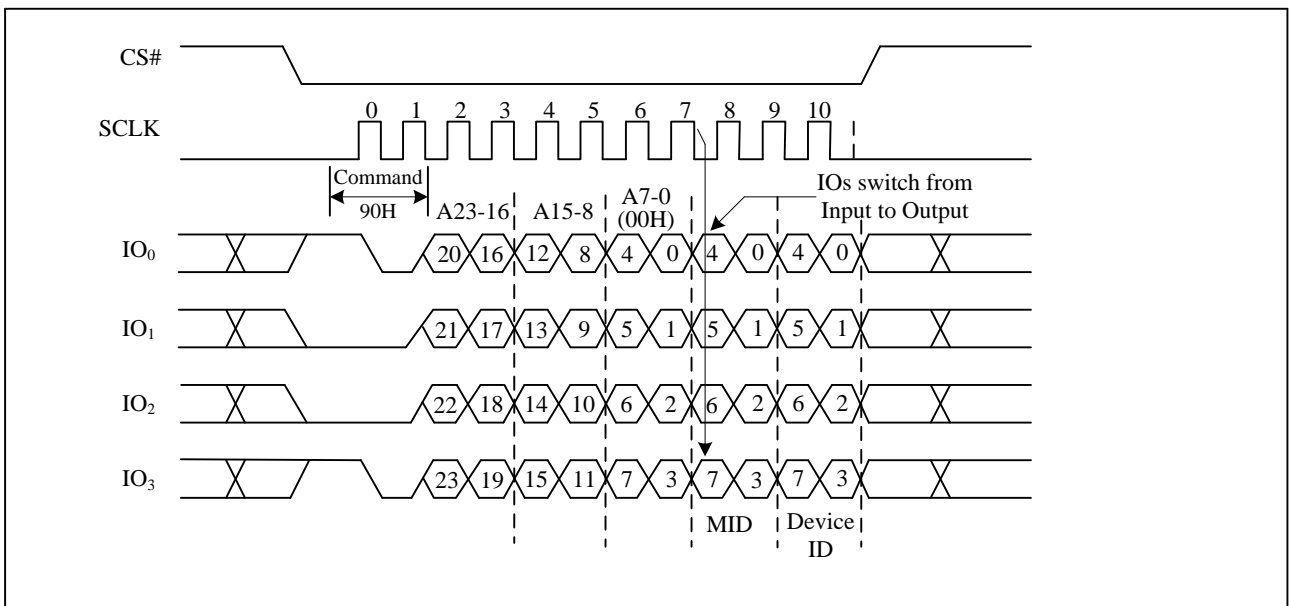 CS#
SCLK
0 1 2 3 4 5 6 7 8 9 10
Command
90H
A23-16 A15-8 A7-0
(00H)
IOs switch from
Input to Output
IO0 20 16 12 8 4 0 4 0 4 0
IO1 21 17 13 9 5 1 5 1 5 1
IO2 22 18 14 10 6 2 6 2 6 2
IO3 23 19 15 11 7 3 7 3 7 3
MID Device
ID